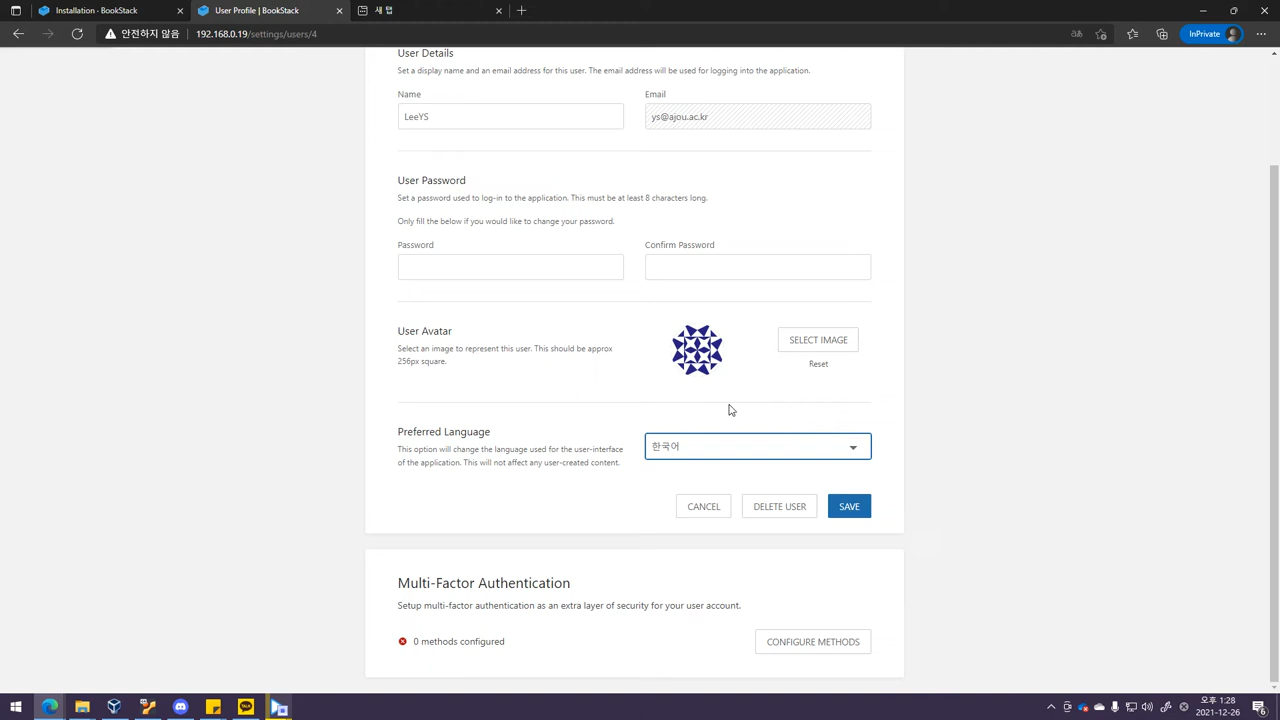 Installation - BookStack
User Profile | BookStack
새 탭
안전하지 않음
192.168.0.19/settings/users/4
InPrivate
User Details
Set a display name and an email address for this user. The email address will be used for logging into the application.
Name
Email
LeeYS
ys@ajou.ac.kr
User Password
Set a password used to log-in to the application. This must be at least 8 characters long.
Only fill the below if you would like to change your password.
Password
Confirm Password
User Avatar
Select an image to represent this user. This should be approx
256px square.
SELECT IMAGE
Reset
Preferred Language
This option will change the language used for the user-interface
of the application. This will not affect any user-created content.
한국어
CANCEL
DELETE USER
SAVE
Multi-Factor Authentication
Setup multi-factor authentication as an extra layer of security for your user account.
0 methods configured
CONFIGURE METHODS
TALK
오후 1:28
2021-12-26